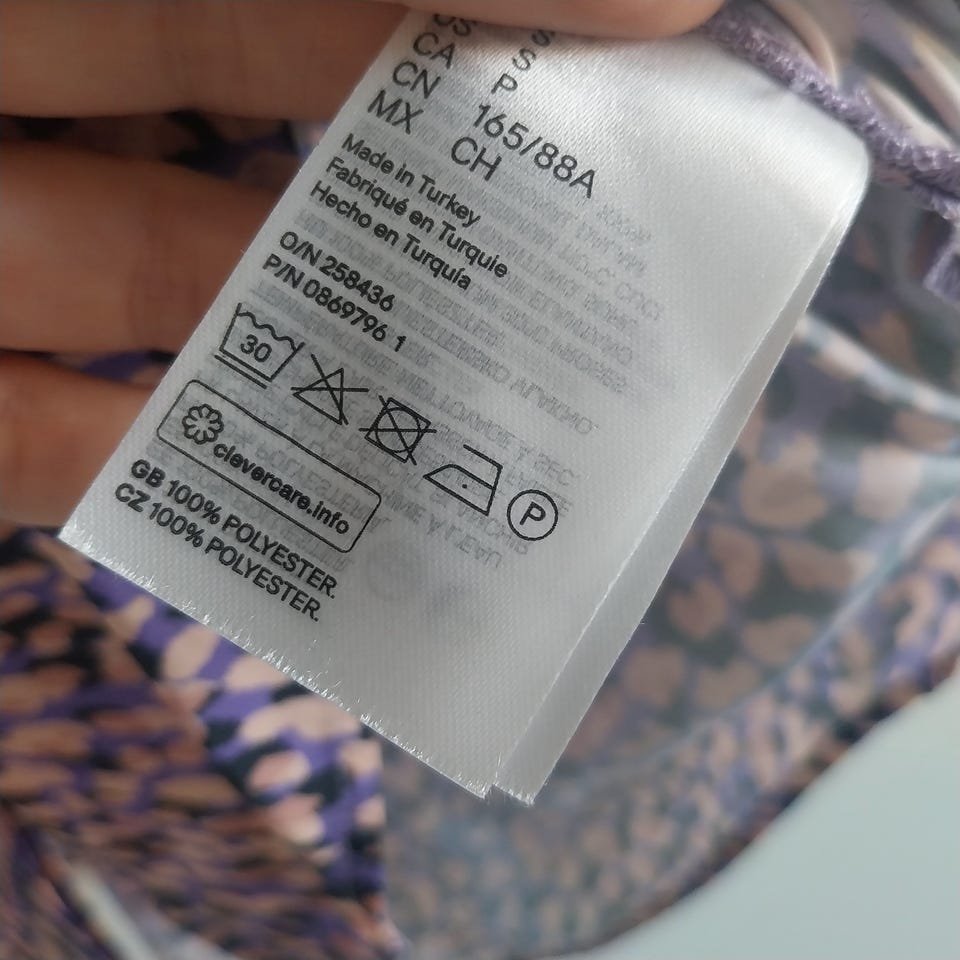 US S
CA S
CN P
MX 165/88A
CH
Made in Turkey
Fabriqué en Turquie
Hecho en Turquía
O/N 258436
P/N 0869796 1
30
P
clevercare.info
GB 100% POLYESTER.
CZ 100% POLYESTER.